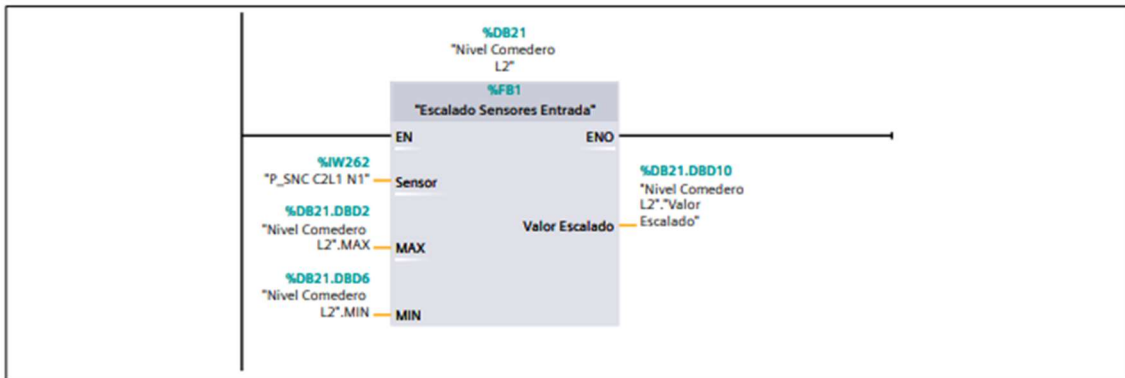 %DB21
"Nivel Comedero
L2"
%FB1
"Escalado Sensores Entrada"
EN
ENO
%IW262
"P_SNC C2L1 N1"
Sensor
%DB21.DBD10
"Nivel Comedero
L2"."Valor
Escalado"
Valor Escalado
%DB21.DBD2
"Nivel Comedero
L2".MAX
MAX
%DB21.DBD6
"Nivel Comedero
L2".MIN
MIN